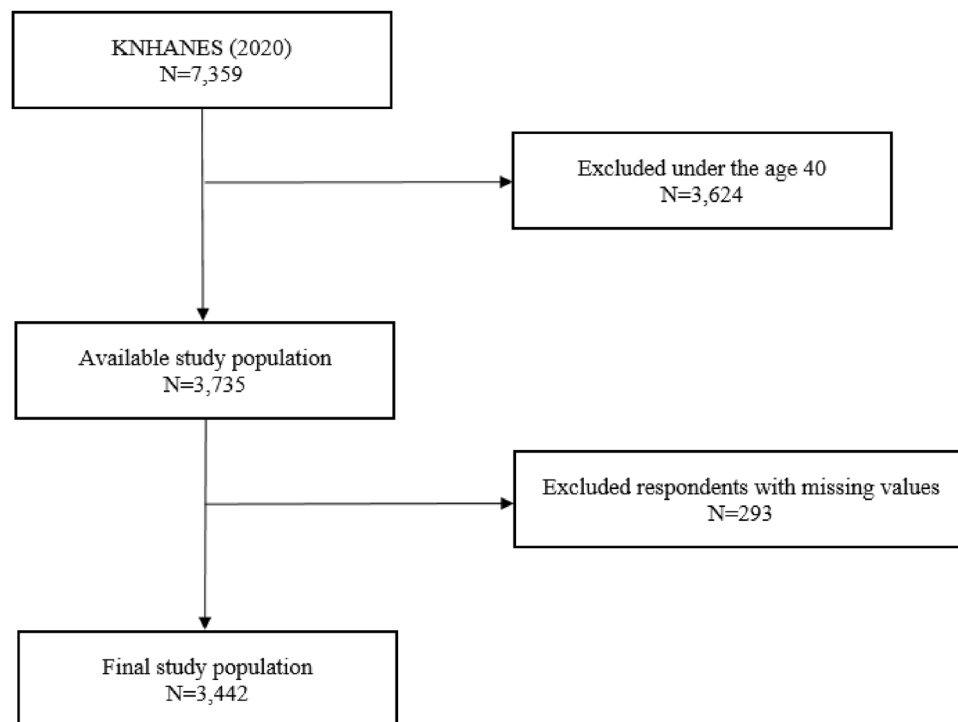 KNHANES (2020)
N=7,359
Excluded under the age 40
N=3,624
Available study population
N=3,735
Excluded respondents with missing values
N=293
Final study population
N=3,442